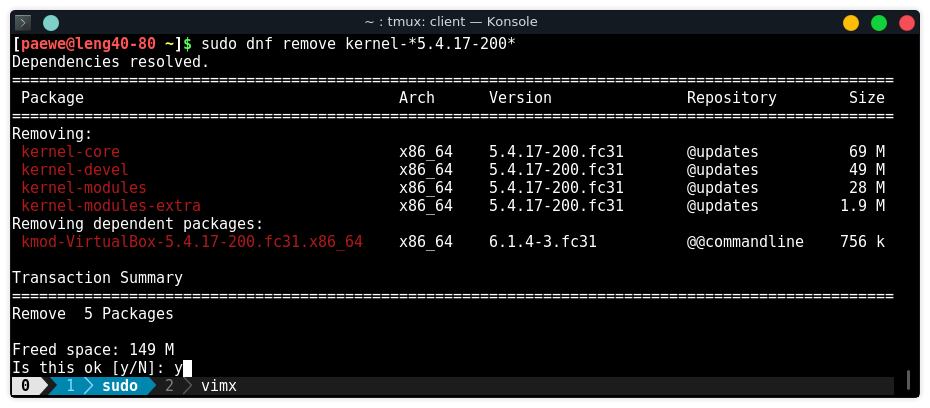 ~ : tmux: client — Konsole
[paewe@leng40-80 ~]$ sudo dnf remove kernel-*5.4.17-200*
Dependencies resolved.
==================================================================================================
Package Arch Version Repository Size
==================================================================================================
Removing:
kernel-core x86_64 5.4.17-200.fc31 @updates 69 M
kernel-devel x86_64 5.4.17-200.fc31 @updates 49 M
kernel-modules x86_64 5.4.17-200.fc31 @updates 28 M
kernel-modules-extra x86_64 5.4.17-200.fc31 @updates 1.9 M
Removing dependent packages:
kmod-VirtualBox-5.4.17-200.fc31.x86_64 x86_64 6.1.4-3.fc31 @@commandline 756 k
Transaction Summary
==================================================================================================
Remove  5 Packages
Freed space: 149 M
Is this ok [y/N]: y
0 1 sudo 2 vimx